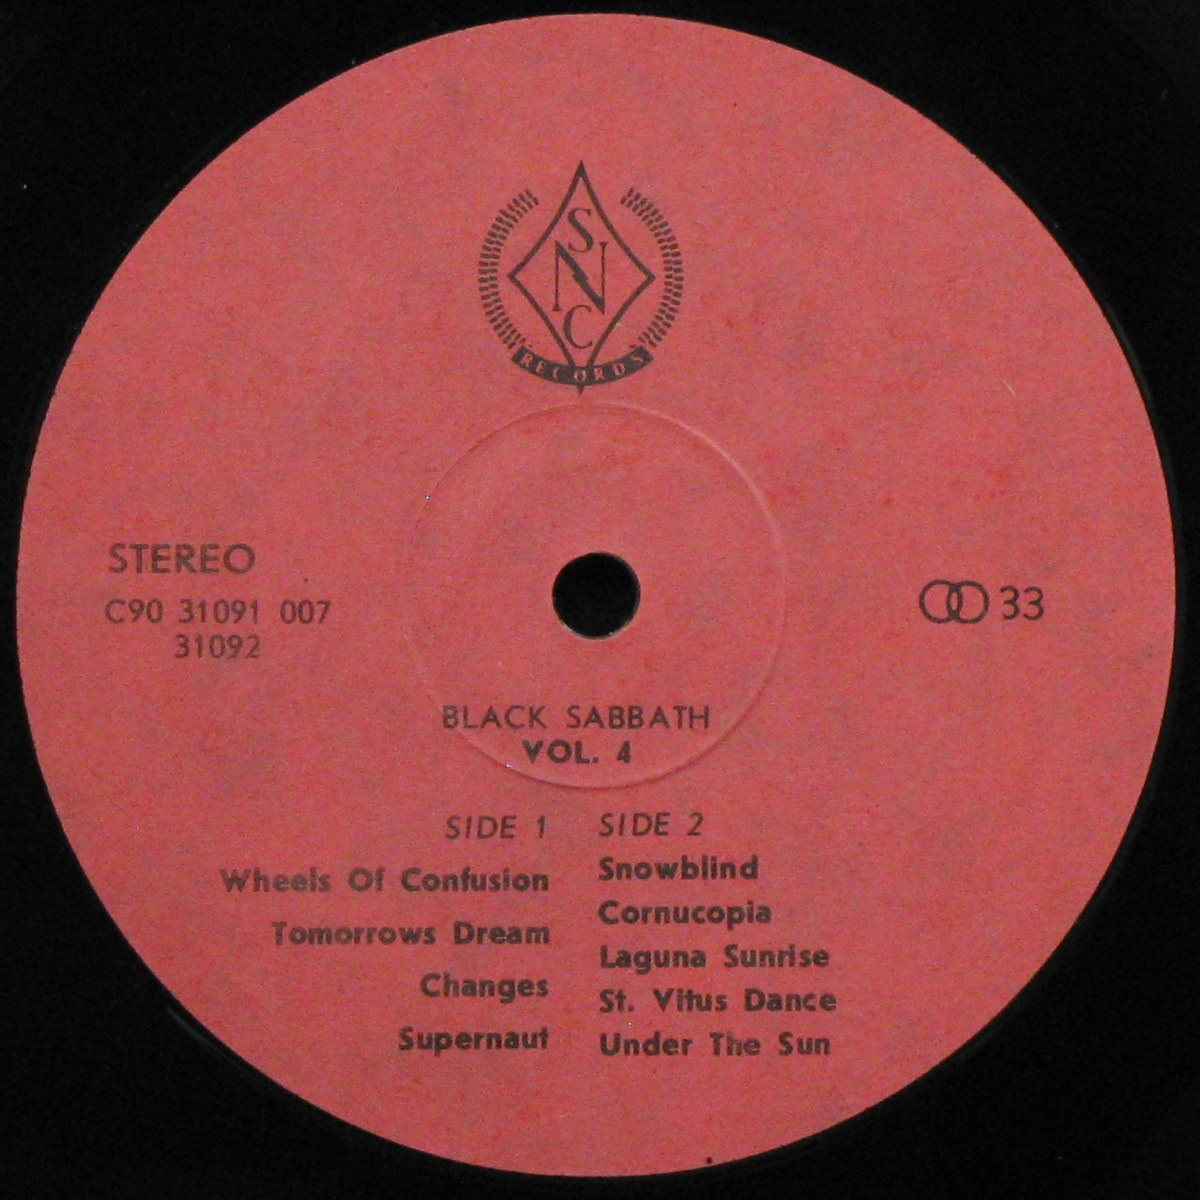 S
N
C
RECORDS
STEREO
C90 31091 007
31092
33
BLACK SABBATH
VOL. 4
SIDE 1
Wheels Of Confusion
Tomorrows Dream
Changes
Supernaut
SIDE 2
Snowblind
Cornucopia
Laguna Sunrise
St. Vitus Dance
Under The Sun